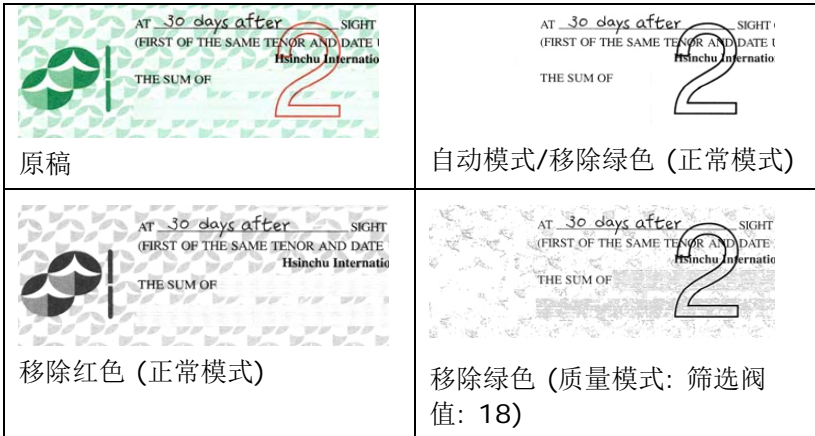 AT 30 days after SIGHT
(FIRST OF THE SAME TENOR AND DATE
Hsinchu Internatio
THE SUM OF
2
原稿
AT 30 days after SIGHT
(FIRST OF THE SAME TENOR AND DATE
Hsinchu Internatio
THE SUM OF
2
自动模式/移除绿色 (正常模式)
AT 30 days after SIGHT
(FIRST OF THE SAME TENOR AND DATE
Hsinchu Internatio
THE SUM OF
移除红色 (正常模式)
AT 30 days after SIGHT
(FIRST OF THE SAME TENOR AND DATE
Hsinchu Internatio
THE SUM OF
2
移除绿色 (质量模式: 筛选阀
值: 18)